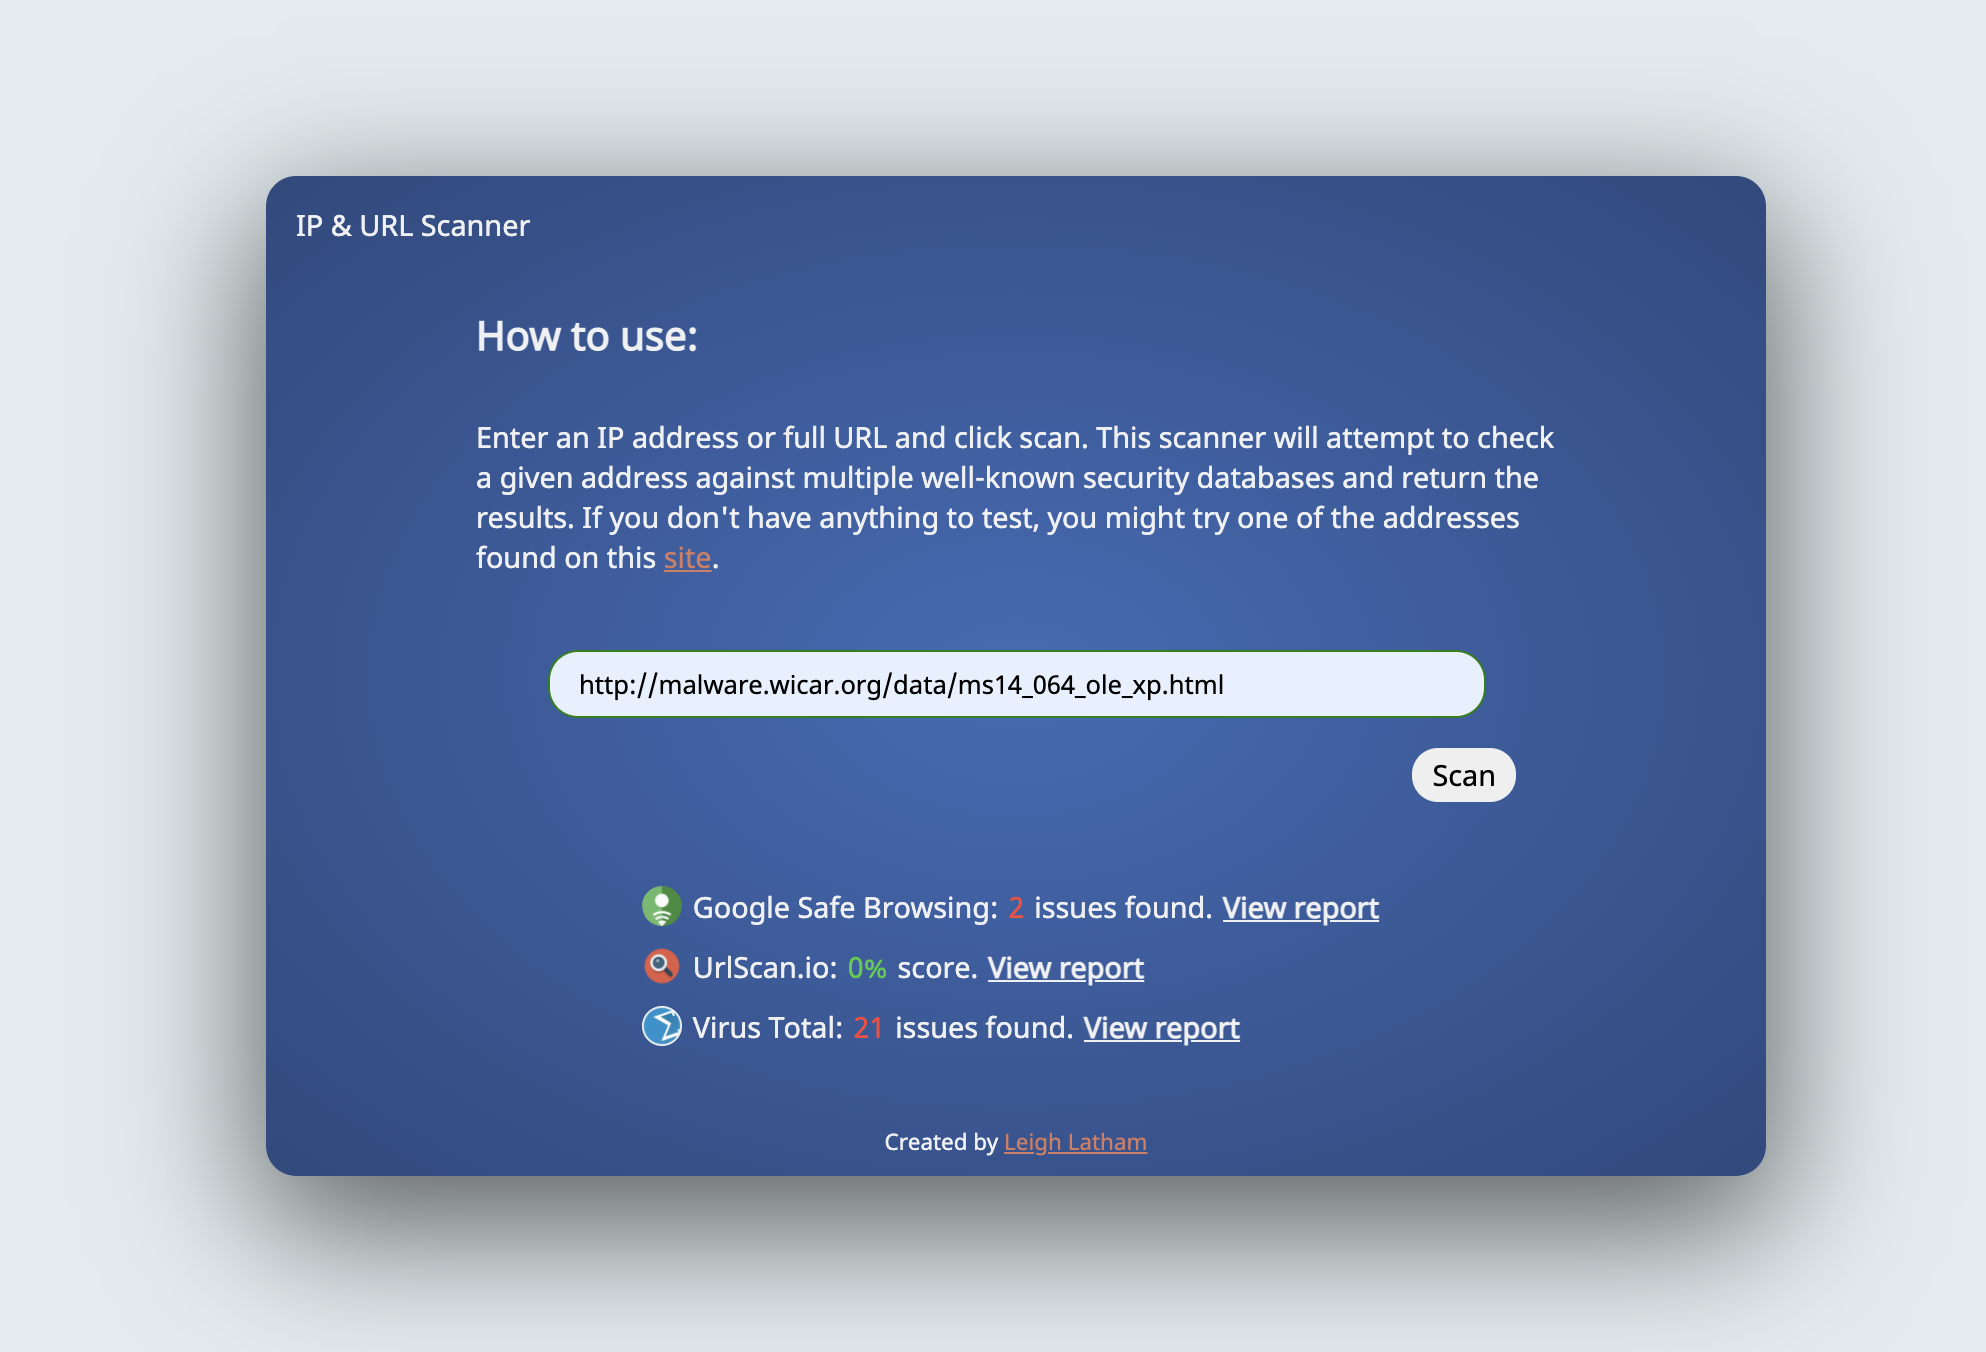 IP & URL Scanner
How to use:
Enter an IP address or full URL and click scan. This scanner will attempt to check
a given address against multiple well-known security databases and return the
results. If you don't have anything to test, you might try one of the addresses
found on this site.
http://malware.wicar.org/data/ms14_064_ole_xp.html
Scan
Google Safe Browsing: 2 issues found. View report
UrlScan.io: 0% score. View report
Virus Total: 21 issues found. View report
Created by Leigh Latham